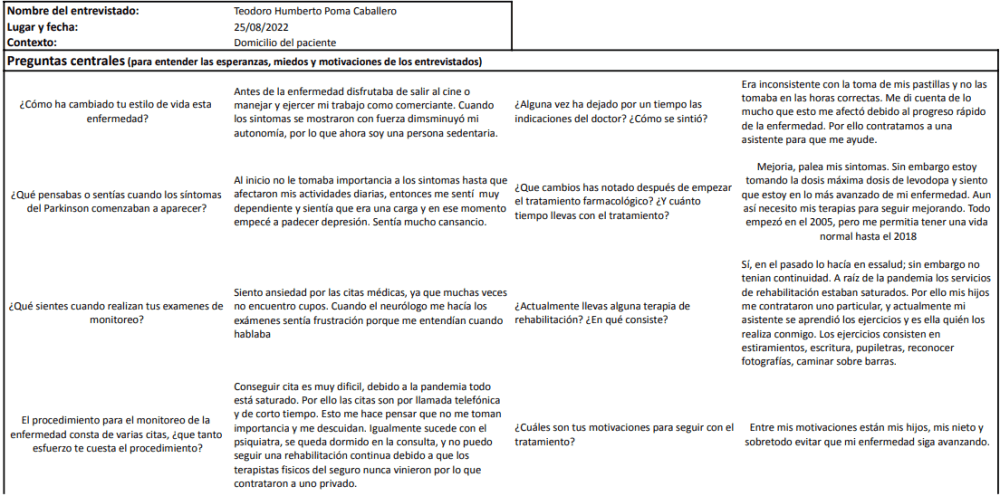 Nombre del entrevistado: Teodoro Humberto Poma Caballero
Lugar y fecha: 25/08/2022
Contexto: Domicilio del paciente
Preguntas centrales (para entender las esperanzas, miedos y motivaciones de los entrevistados)
¿Cómo ha cambiado tu estilo de vida esta
enfermedad?
Antes de la enfermedad disfrutaba de salir al cine o
manejar y ejercer mi trabajo como comerciante. Cuando
los sintomas se mostraron con fuerza dimsminuyó mi
autonomía, por lo que ahora soy una persona sedentaria.
¿Alguna vez ha dejado por un tiempo las
indicaciones del doctor? ¿Cómo se sintió?
Era inconsistente con la toma de mis pastillas y no las
tomaba en las horas correctas. Me di cuenta de lo
mucho que esto me afectó debido al progreso rápido
de la enfermedad. Por ello contratamos a una
asistente para que me ayude.
¿Qué pensabas o sentías cuando los síntomas
del Parkinson comenzaban a aparecer?
Al inicio no le tomaba importancia a los sintomas hasta que
afectaron mis actividades diarias, entonces me sentí muy
dependiente y sientía que era una carga y en ese momento
empecé a padecer depresión. Sentía mucho cansancio.
¿Que cambios has notado después de empezar
el tratamiento farmacológico? ¿Y cuánto
tiempo llevas con el tratamiento?
Mejoria, palea mis sintomas. Sin embargo estoy
tomando la dosis máxima dosis de levodopa y siento
que estoy en lo más avanzado de mi enfermedad. Aun
así necesito mis terapias para seguir mejorando. Todo
empezó en el 2005, pero me permitia tener una vida
normal hasta el 2018
¿Qué sientes cuando realizan tus examenes de
monitoreo?
Siento ansiedad por las citas médicas, ya que muchas veces
no encuentro cupos. Cuando el neurólogo me hacía los
exámenes sentía frustración porque me entendían cuando
hablaba
¿Actualmente llevas alguna terapia de
rehabilitación? ¿En qué consiste?
Sí, en el pasado lo hacía en essalud; sin embargo no
tenian continuidad. A raíz de la pandemia los servicios
de rehabilitación estaban saturados. Por ello mis hijos
me contrataron uno particular, y actualmente mi
asistente se aprendió los ejercicios y es ella quién los
realiza conmigo. Los ejercicios consisten en
estiramientos, escritura, pupiletras, reconocer
fotografías, caminar sobre barras.
El procedimiento para el monitoreo de la
enfermedad consta de varias citas, ¿que tanto
esfuerzo te cuesta el procedimiento?
Conseguir cita es muy dificil, debido a la pandemia todo
está saturado. Por ello las citas son por llamada telefónica
y de corto tiempo. Esto me hace pensar que no me toman
importancia y me descuidan. Igualmente sucede con el
psiquiatra, se queda dormido en la consulta, y no puedo
seguir una rehabilitación continua debido a que los
terapistas fisicos del seguro nunca vinieron por lo que
contrataron a uno privado.
¿Cuáles son tus motivaciones para seguir con el
tratamiento?
Entre mis motivaciones están mis hijos, mis nieto y
sobretodo evitar que mi enfermedad siga avanzando.